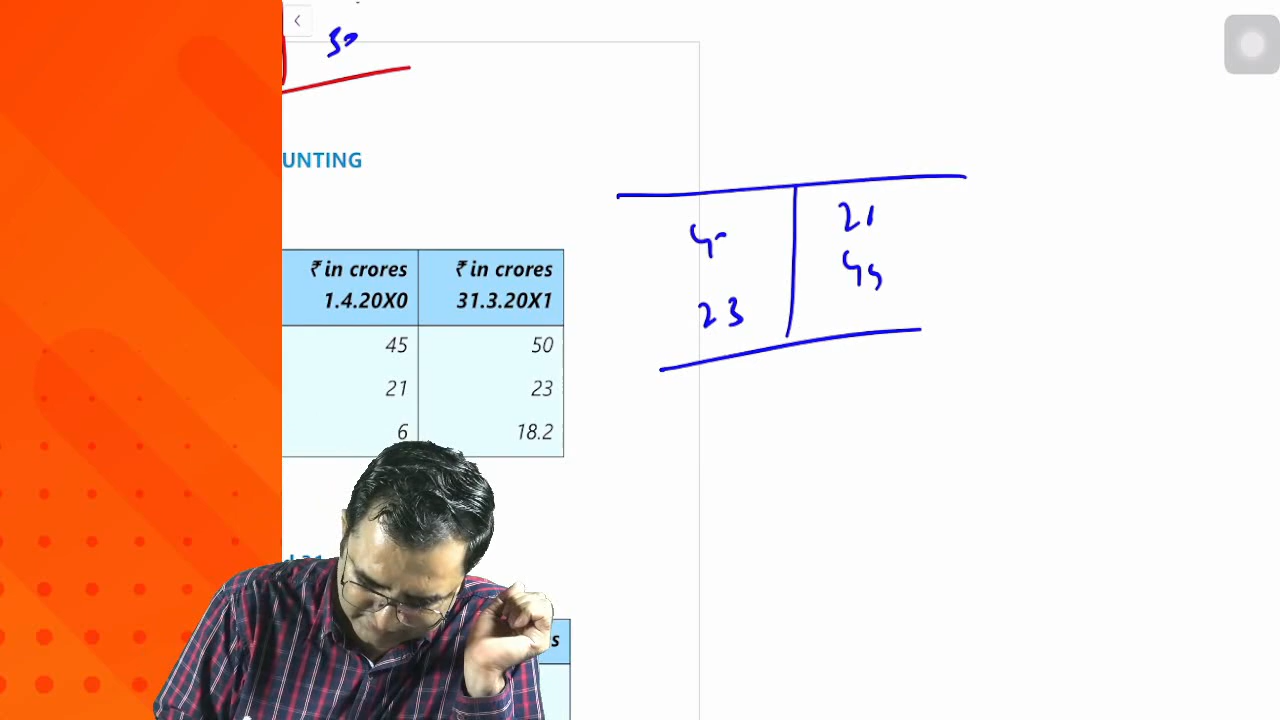 50
UNTING
₹ in crores ₹ in crores
1.4.20X0 31.3.20X1
45 50
21 23
6 18.2
21
45
23
s